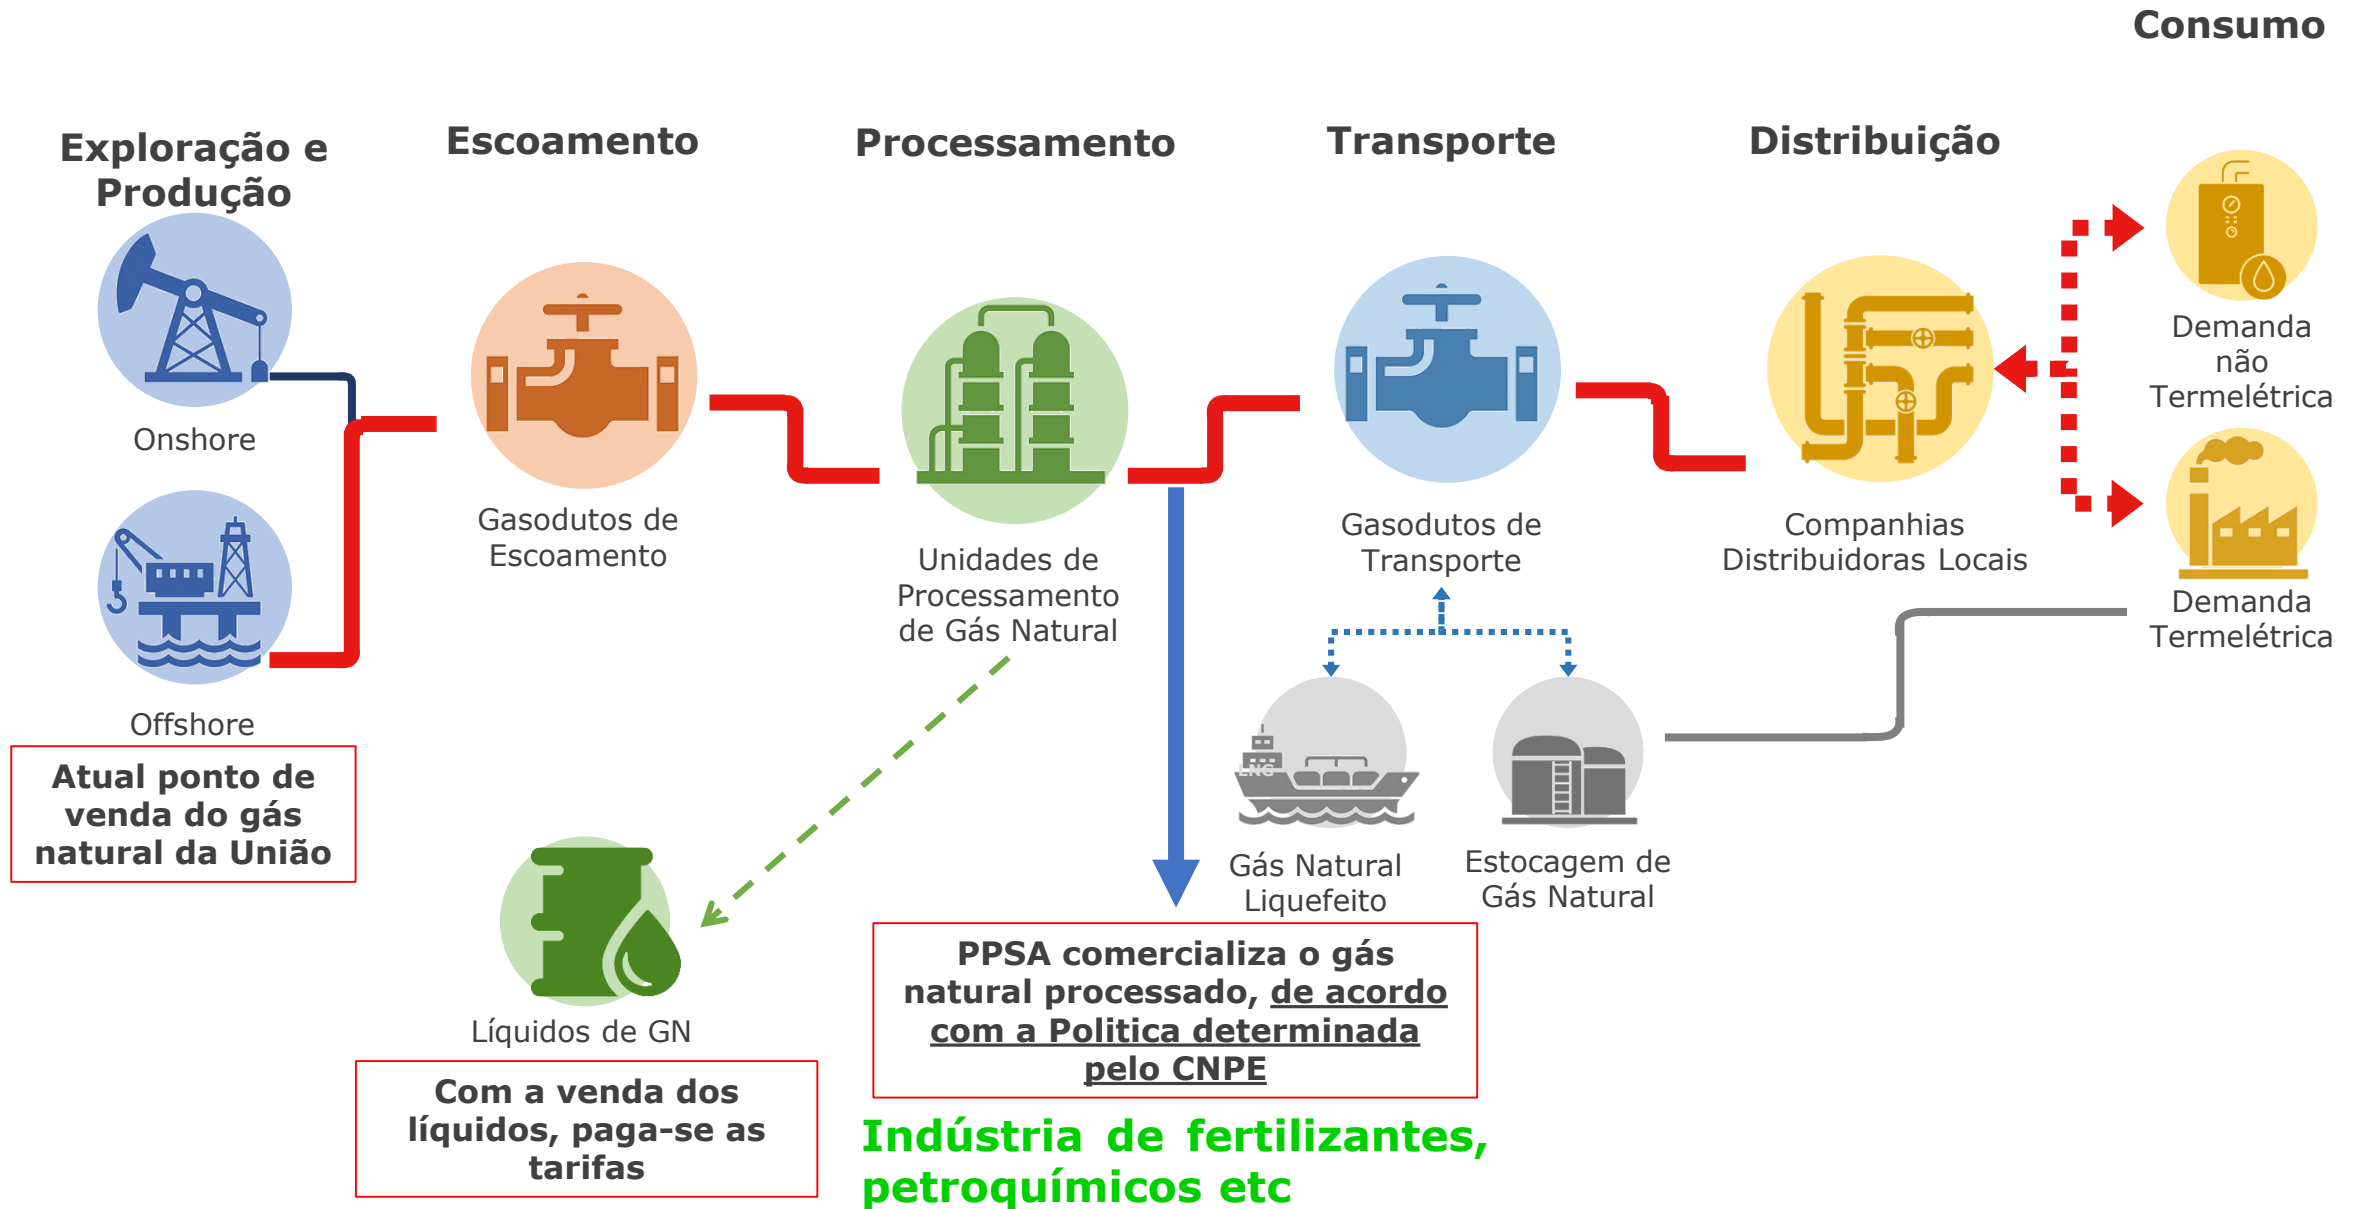 Consumo
Exploração e
Produção
Escoamento
Processamento
Transporte
Distribuição
Onshore
Offshore
Atual ponto de
venda do gás
natural da União
Gasodutos de
Escoamento
Unidades de
Processamento
de Gás Natural
Gasodutos de
Transporte
Companhias
Distribuidoras Locais
Demanda
não
Termelétrica
Demanda
Termelétrica
LNG
Gás Natural
Liquefeito
Estocagem de
Gás Natural
Líquidos de GN
Com a venda dos
líquidos, paga-se as
tarifas
PPSA comercializa o gás
natural processado, de acordo
com a Politica determinada
pelo CNPE
Indústria de fertilizantes,
petroquímicos etc